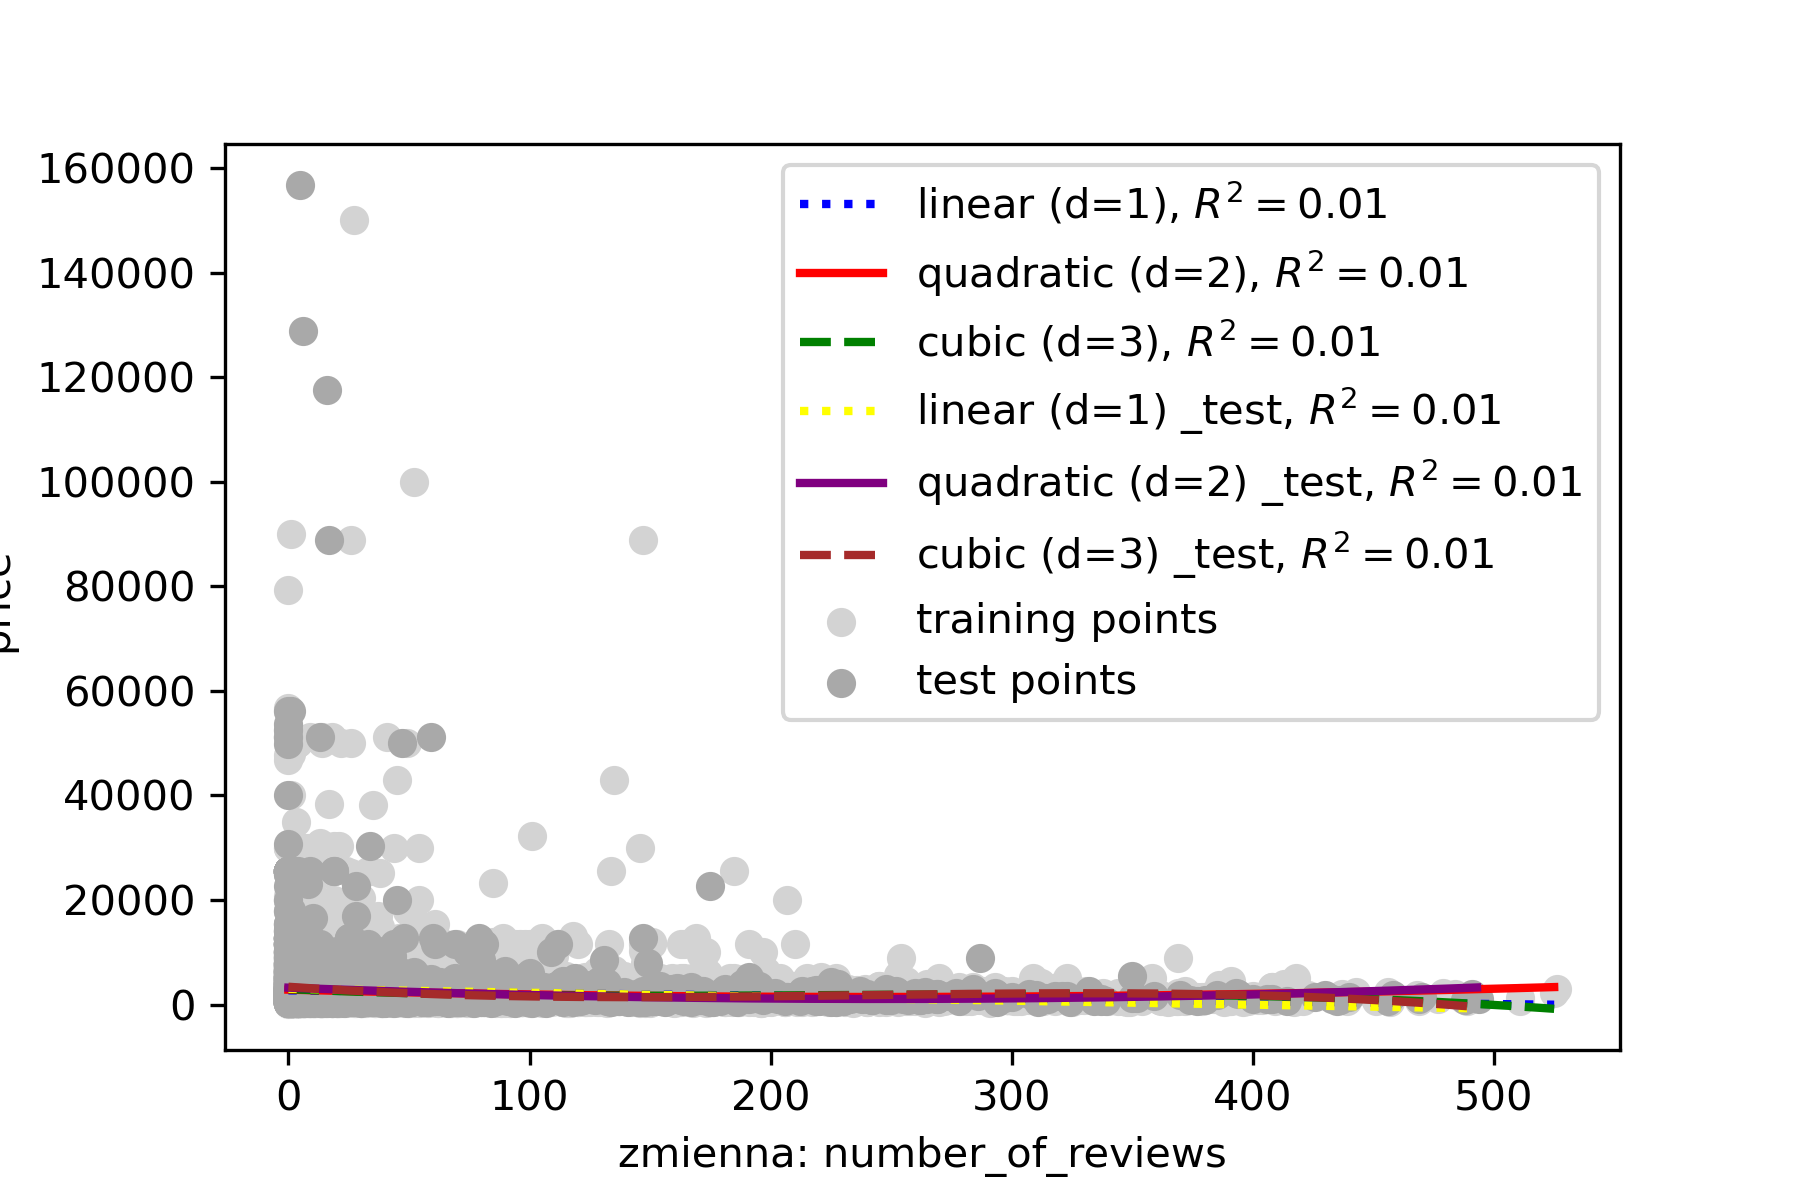 160000
140000
120000
100000
80000
60000
40000
20000
0
price
linear (d=1), R² = 0.01
quadratic (d=2), R² = 0.01
cubic (d=3), R² = 0.01
linear (d=1) _test, R² = 0.01
quadratic (d=2) _test, R² = 0.01
cubic (d=3) _test, R² = 0.01
training points
test points
0 100 200 300 400 500
zmienna: number_of_reviews